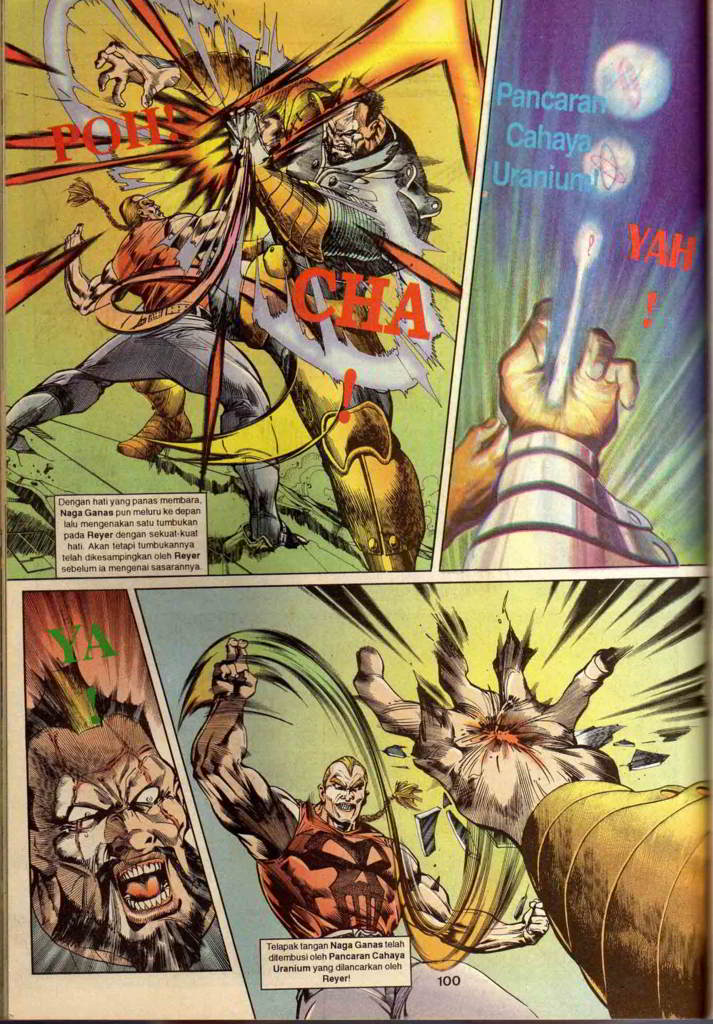 POH!
CHA
!
Dengan hati yang panas membara,
Naga Ganas pun meluru ke depan
lalu mengenakan satu tumbukan
pada Reyer dengan sekuat-kuat
hati. Akan tetapi tumbukannya
telah dikesampingkan oleh Reyer
sebelum ia mengenai sasarannya.
Pancaran
Cahaya
Uranium!
YAH
!
YA
!
Telapak tangan Naga Ganas telah
ditembusi oleh Pancaran Cahaya
Uranium yang dilancarkan oleh
Reyer!
100